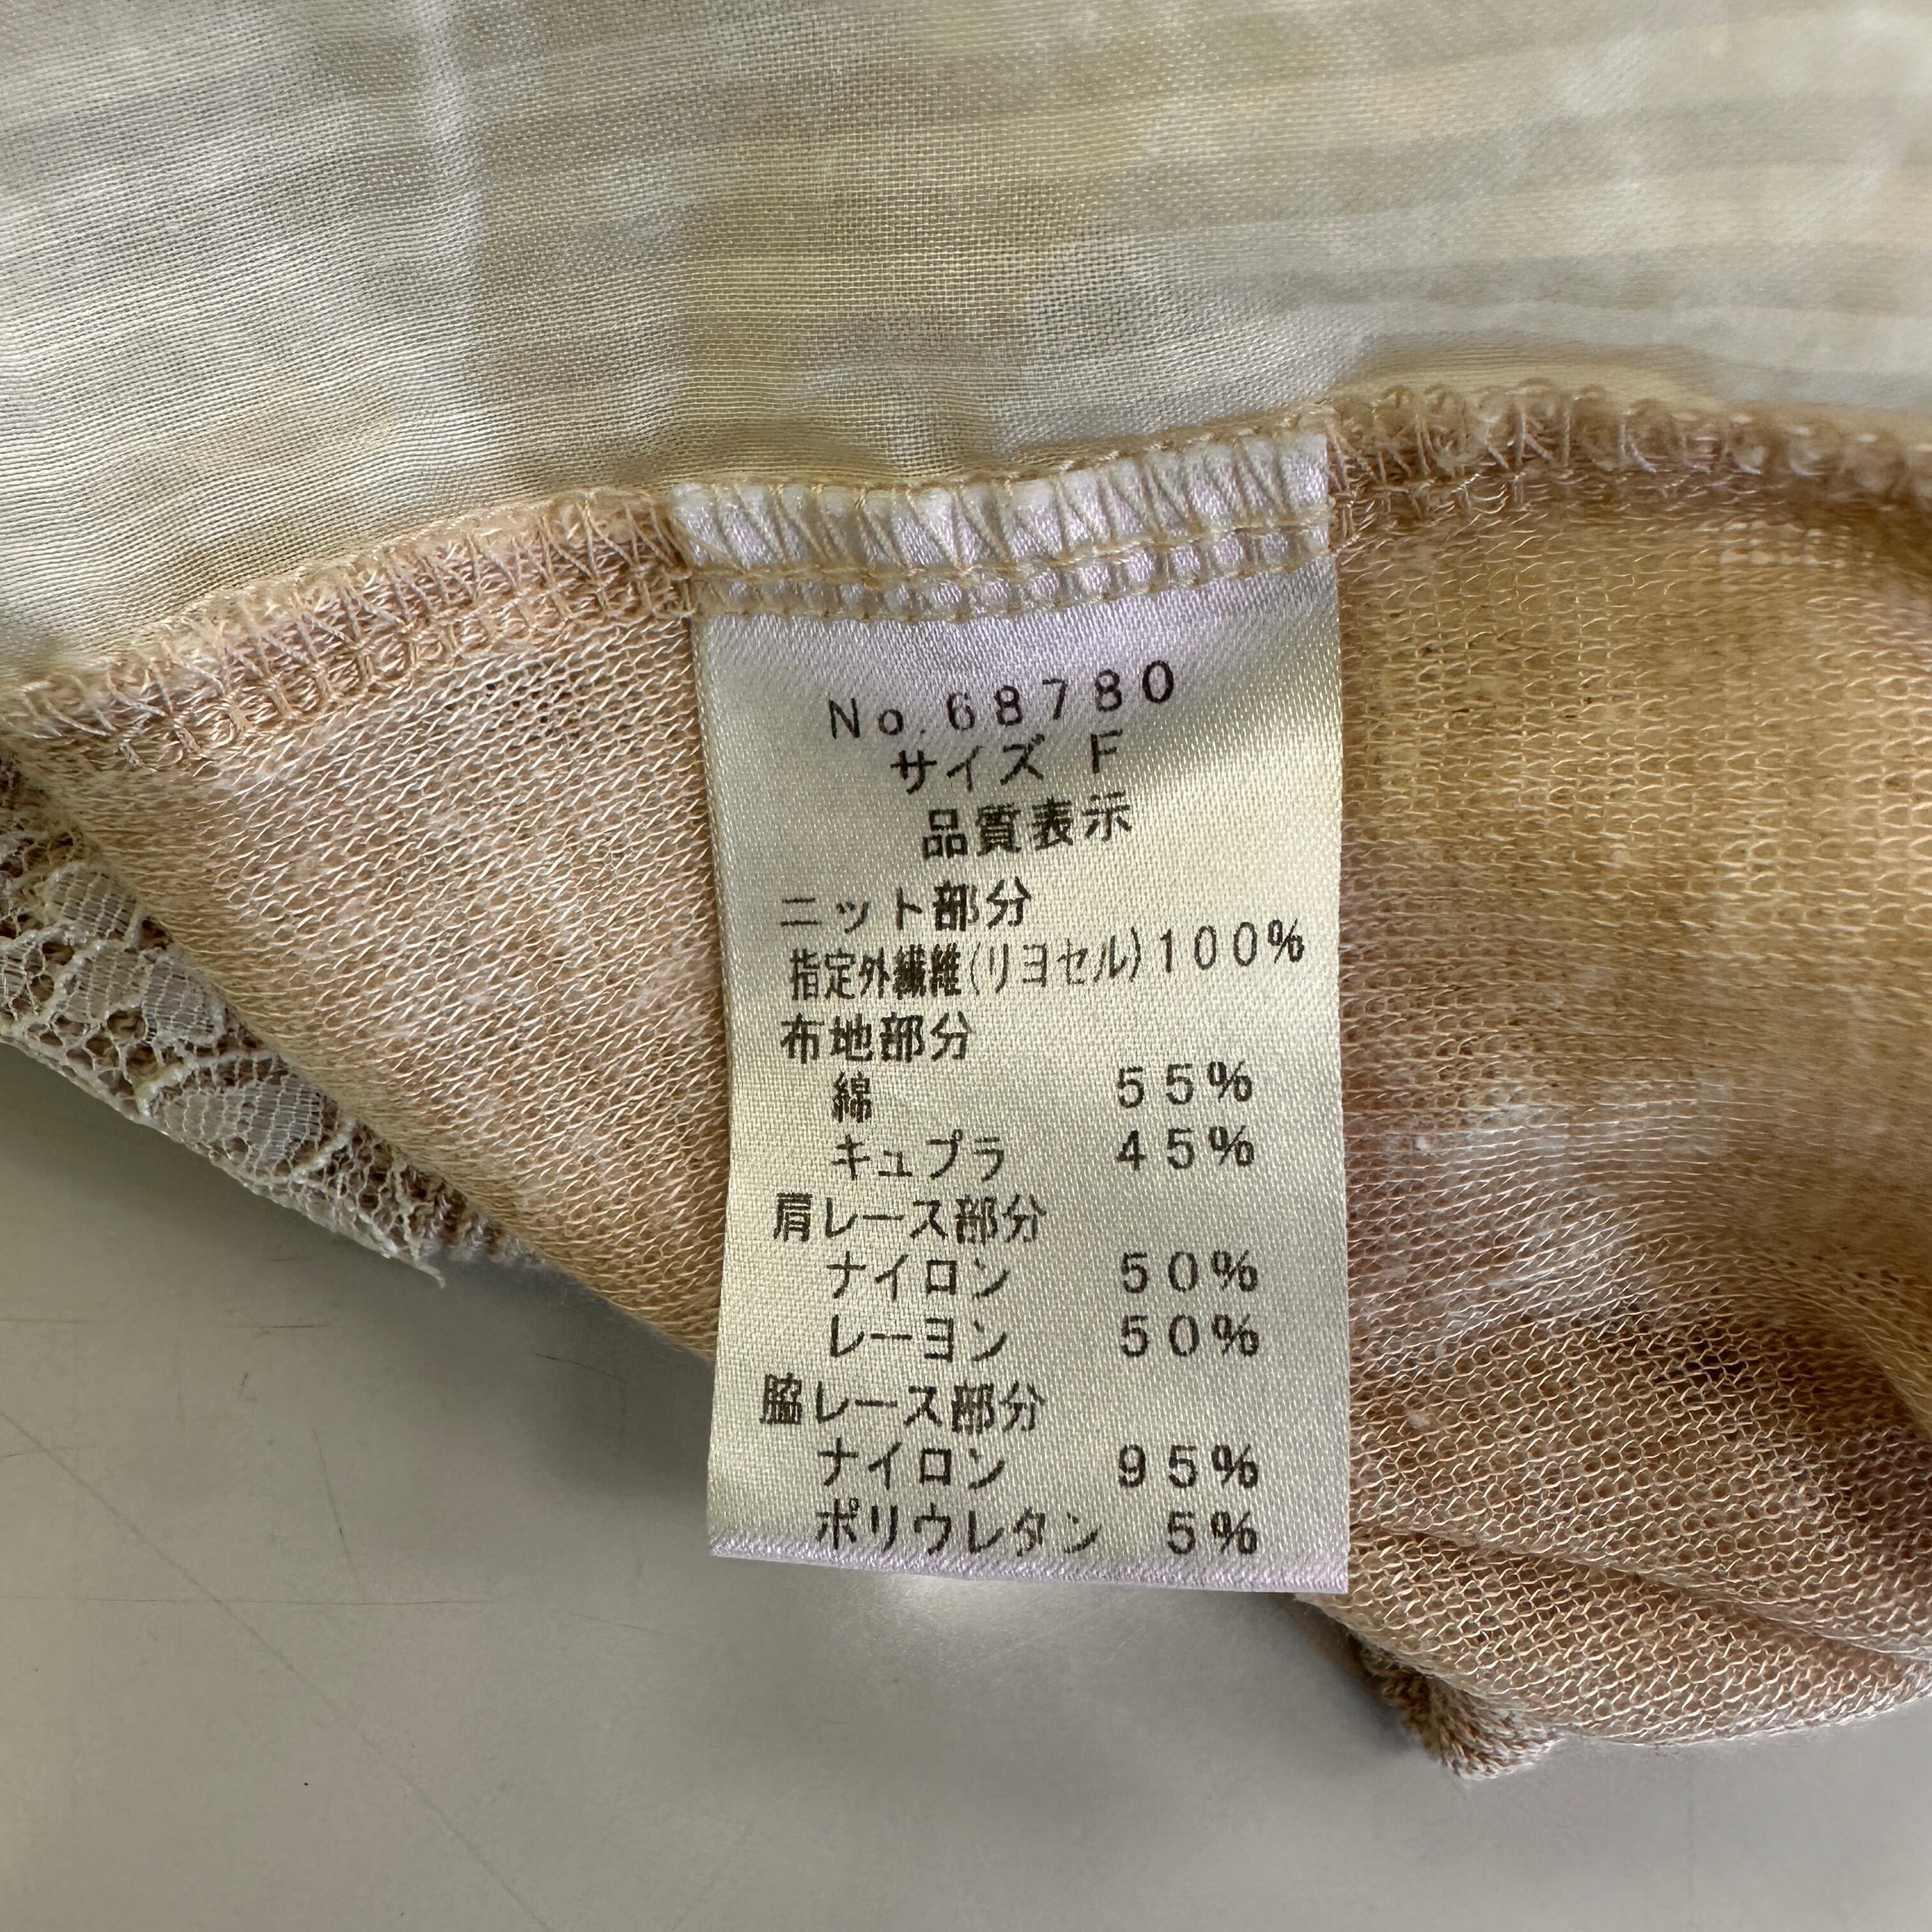 No.68780
サイズ F
品質表示
ニット部分
指定外繊維(リヨセル)100%
布地部分
綿 55%
キュプラ 45%
肩レース部分
ナイロン 50%
レーヨン 50%
脇レース部分
ナイロン 95%
ポリウレタン 5%